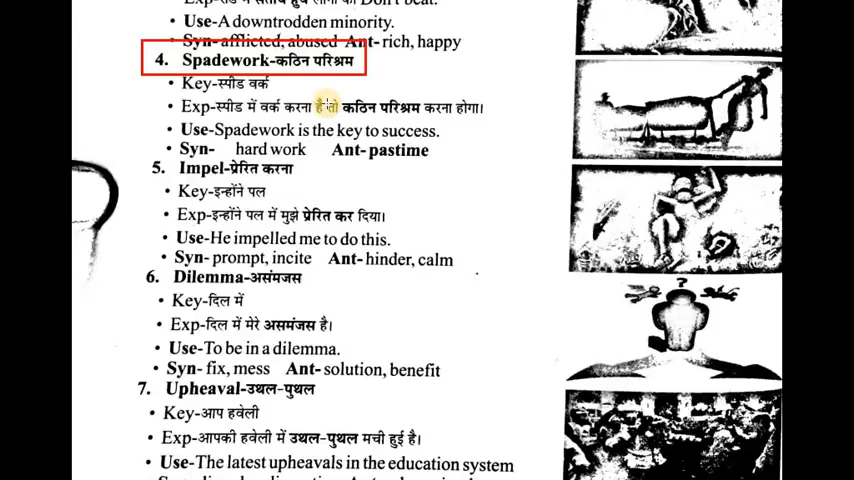 • Use-A downtrodden minority.
• Syn- afflicted, abused Ant- rich, happy
4. Spadework-कठिन परिश्रम
• Key-स्पीड वर्क
• Exp-स्पीड में वर्क करना है तो कठिन परिश्रम करना होगा।
• Use-Spadework is the key to success.
• Syn- hard work Ant- pastime
5. Impel-प्रेरित करना
• Key-इन्होंने पल
• Exp-इन्होंने पल में मुझे प्रेरित कर दिया।
• Use-He impelled me to do this.
• Syn- prompt, incite Ant- hinder, calm
6. Dilemma-असंमजस
• Key-दिल में
• Exp-दिल में मेरे असमंजस है।
• Use-To be in a dilemma.
• Syn- fix, mess Ant- solution, benefit
7. Upheaval-उथल-पुथल
• Key-आप हवेली
• Exp-आपकी हवेली में उथल-पुथल मची हुई है।
• Use-The latest upheavals in the education system